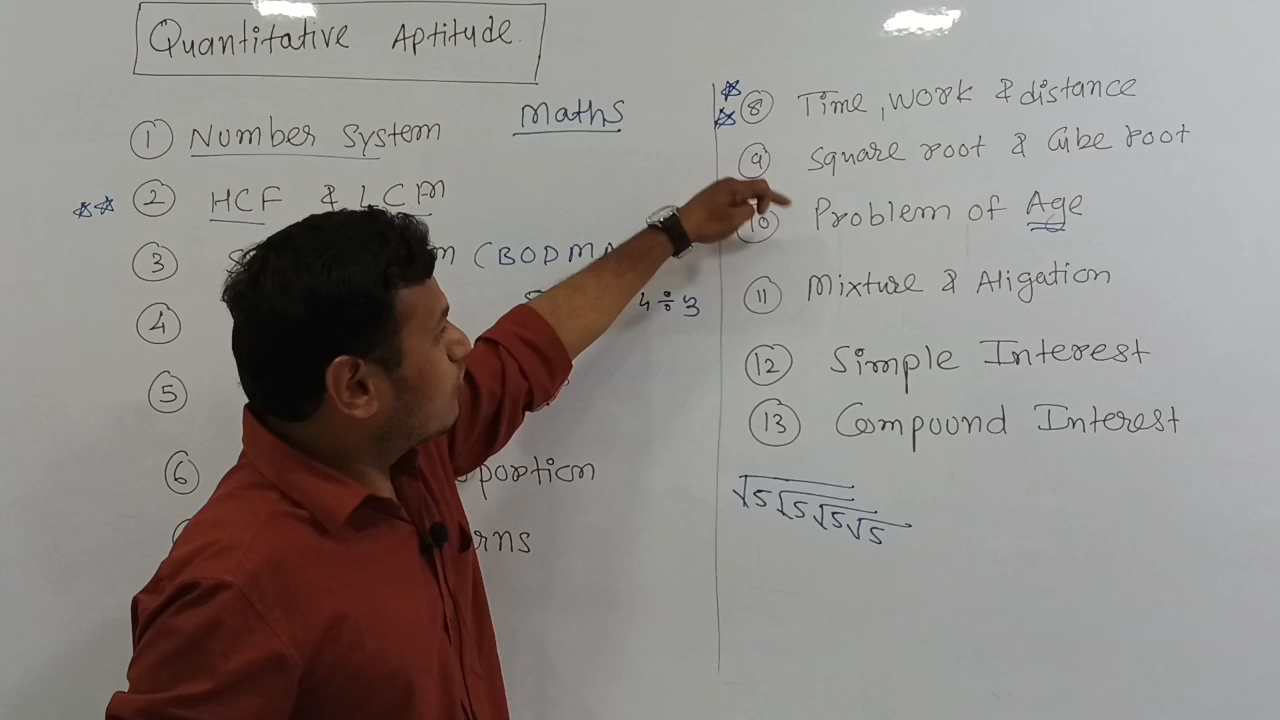 Quantitative Aptitude.
Maths
① Number System
② HCF & LCM
③ (BODMA
4÷3
④
⑤
⑥ portion
rns
⑧ Time, work & distance
⑨ Square root & Cube root
⑩ Problem of Age
⑪ Mixture & Aligation
⑫ Simple Interest
⑬ Compound Interest
√5√5√5√5